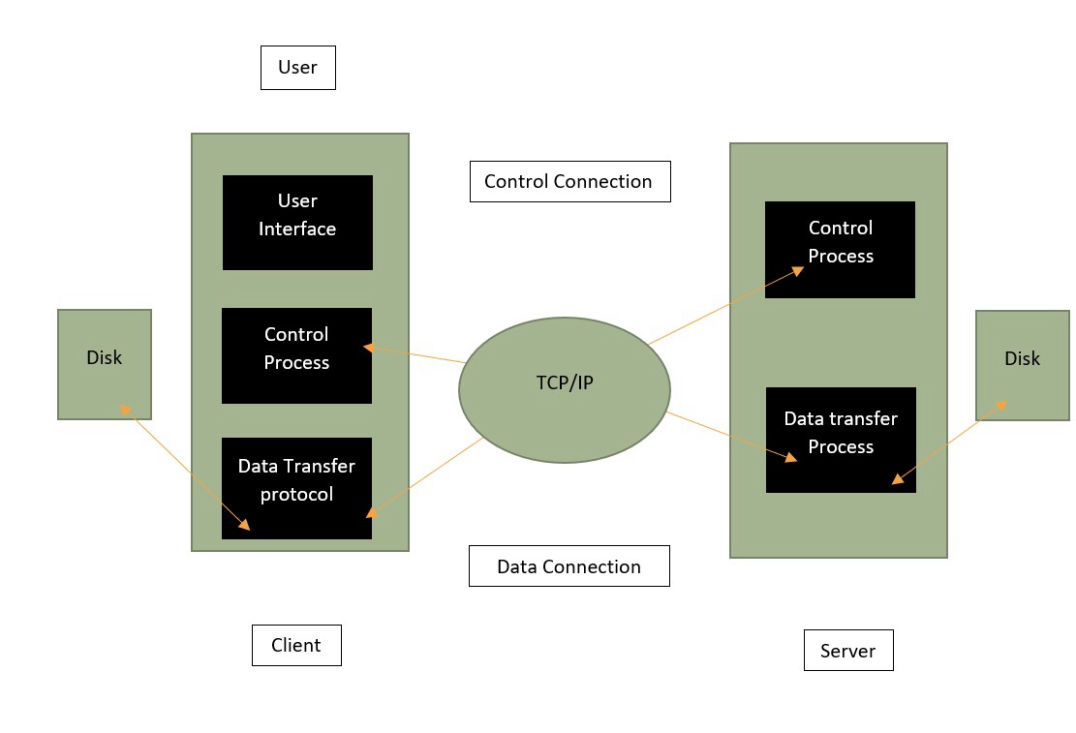 User
User
Interface
Control Connection
Control
Process
Control
Process
Disk
TCP/IP
Disk
Data Transfer
protocol
Data transfer
Process
Data Connection
Client
Server